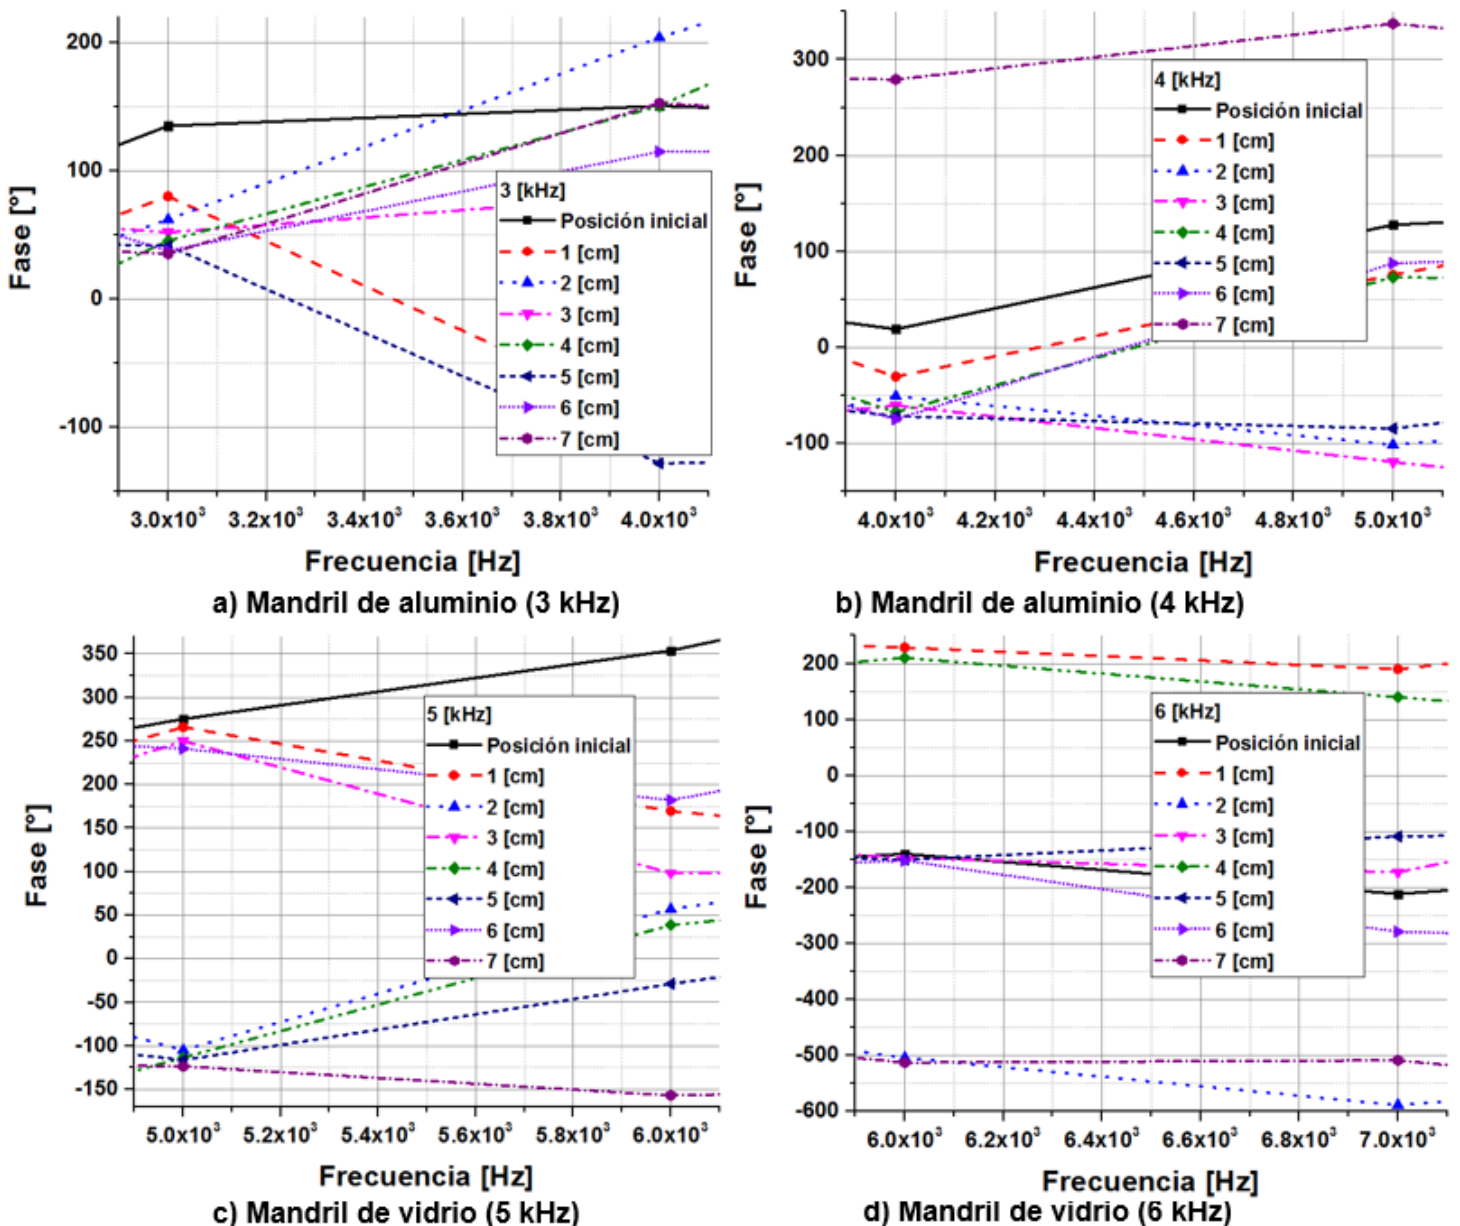 200
100
0
-100
Fase [°]
3 [kHz]
Posición inicial
1 [cm]
2 [cm]
3 [cm]
4 [cm]
5 [cm]
6 [cm]
7 [cm]
3.0x10³ 3.2x10³ 3.4x10³ 3.6x10³ 3.8x10³ 4.0x10³
Frecuencia [Hz]
a) Mandril de aluminio (3 kHz)
300
200
100
0
-100
Fase [°]
4 [kHz]
Posición inicial
1 [cm]
2 [cm]
3 [cm]
4 [cm]
5 [cm]
6 [cm]
7 [cm]
4.0x10³ 4.2x10³ 4.4x10³ 4.6x10³ 4.8x10³ 5.0x10³
Frecuencia [Hz]
b) Mandril de aluminio (4 kHz)
350
300
250
200
150
100
50
0
-50
-100
-150
Fase [°]
5 [kHz]
Posición inicial
1 [cm]
2 [cm]
3 [cm]
4 [cm]
5 [cm]
6 [cm]
7 [cm]
5.0x10³ 5.2x10³ 5.4x10³ 5.6x10³ 5.8x10³ 6.0x10³
Frecuencia [Hz]
c) Mandril de vidrio (5 kHz)
200
100
0
-100
-200
-300
-400
-500
-600
Fase [°]
6 [kHz]
Posición inicial
1 [cm]
2 [cm]
3 [cm]
4 [cm]
5 [cm]
6 [cm]
7 [cm]
6.0x10³ 6.2x10³ 6.4x10³ 6.6x10³ 6.8x10³ 7.0x10³
Frecuencia [Hz]
d) Mandril de vidrio (6 kHz)